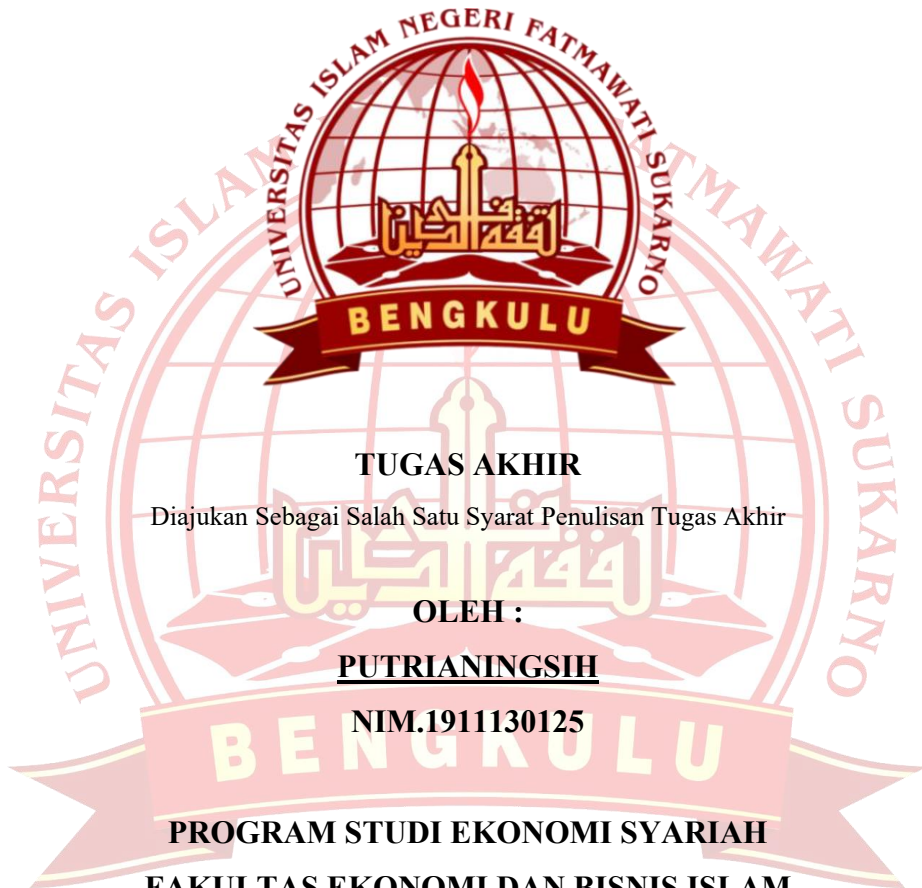 UNIVERSITAS ISLAM NEGERI FATMAWATI SUKARNO
BENGKULU
TUGAS AKHIR
Diajukan Sebagai Salah Satu Syarat Penulisan Tugas Akhir
OLEH :
PUTRIANINGSIH
NIM.1911130125
BENGKULU
PROGRAM STUDI EKONOMI SYARIAH
FAKULTAS EKONOMI DAN BISNIS ISLAM